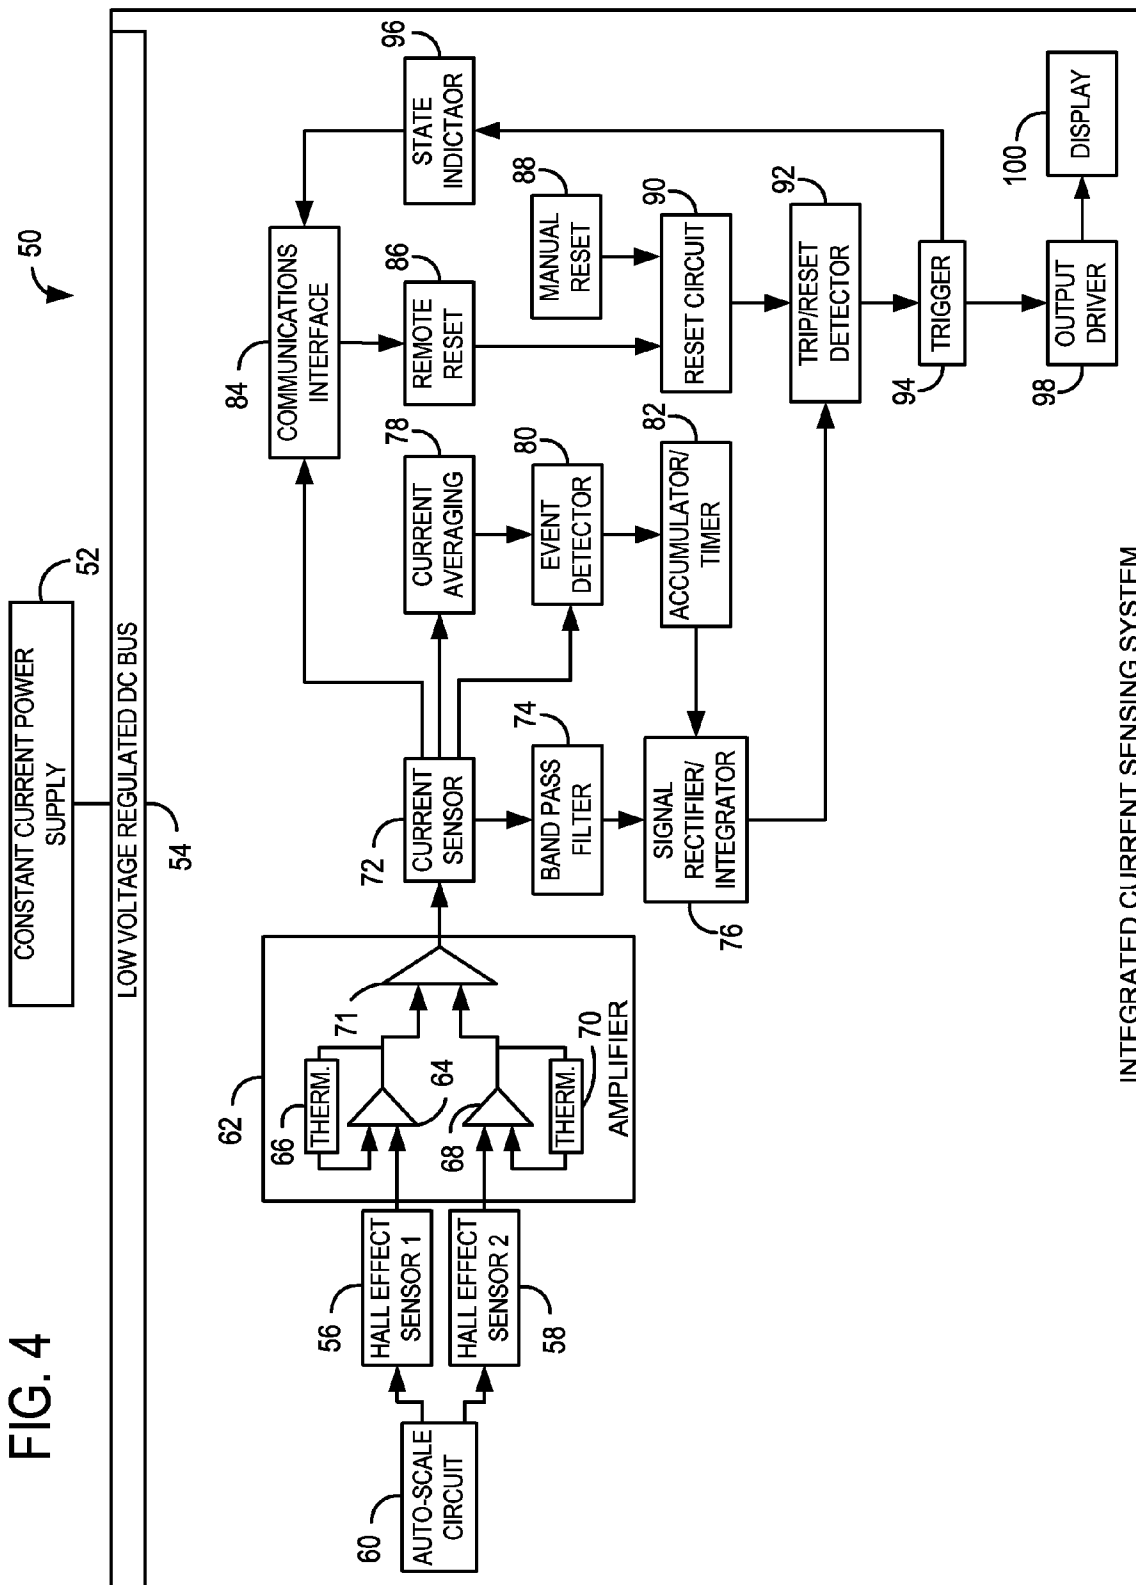 FIG. 4
50
CONSTANT CURRENT POWER
SUPPLY
52
LOW VOLTAGE REGULATED DC BUS
54
60
AUTO-SCALE
CIRCUIT
56
HALL EFFECT
SENSOR 1
HALL EFFECT
SENSOR 2
58
62
66
THERM.
64
68
THERM.
70
71
AMPLIFIER
72
CURRENT
SENSOR
BAND PASS
FILTER
74
SIGNAL
RECTIFIER/
INTEGRATOR
76
CURRENT
AVERAGING
78
EVENT
DETECTOR
80
ACCUMULATOR/
TIMER
82
84
COMMUNICATIONS
INTERFACE
REMOTE
RESET
86
MANUAL
RESET
88
RESET CIRCUIT
90
TRIP/RESET
DETECTOR
92
TRIGGER
94
STATE
INDICTAOR
96
OUTPUT
DRIVER
98
DISPLAY
100
INTEGRATED CURRENT SENSING SYSTEM